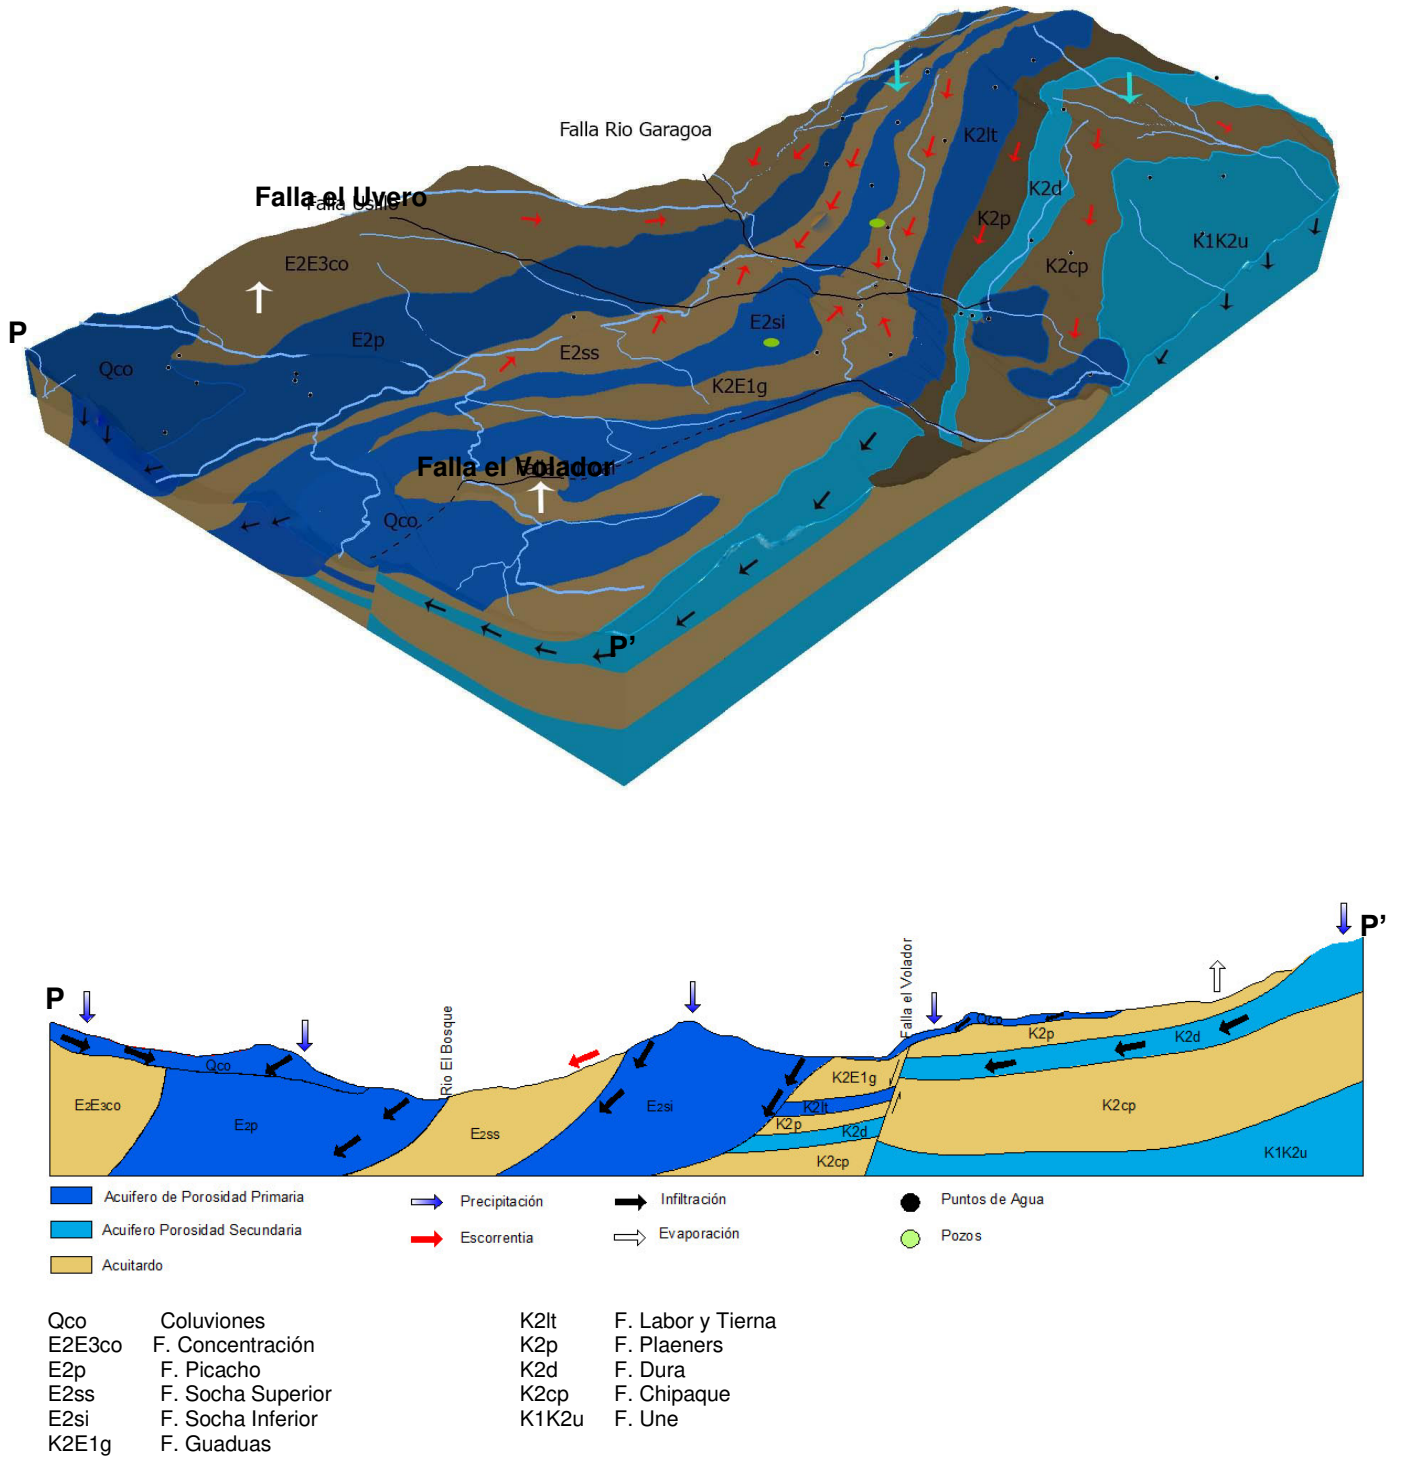 Falla Rio Garagoa
Falla el Uvero
K2lt
K2d
K2p
K1K2u
K2cp
E2E3co
P
E2si
E2p
E2ss
Qco
K2E1g
Falla el Volador
Qco
P'
P'
P
Falla el Volador
Rio El Bosque
Qco
K2p
K2d
Qco
K2E1g
E2E3co
K2lt
E2si
K2cp
E2p
K2p
K2d
E2ss
K2cp
K1K2u
Acuifero de Porosidad Primaria
Precipitación
Infiltración
Puntos de Agua
Acuifero Porosidad Secundaria
Escorrentia
Evaporación
Pozos
Acuitardo
Qco Coluviones
E2E3co F. Concentración
E2p F. Picacho
E2ss F. Socha Superior
E2si F. Socha Inferior
K2E1g F. Guaduas
K2lt F. Labor y Tierna
K2p F. Plaeners
K2d F. Dura
K2cp F. Chipaque
K1K2u F. Une